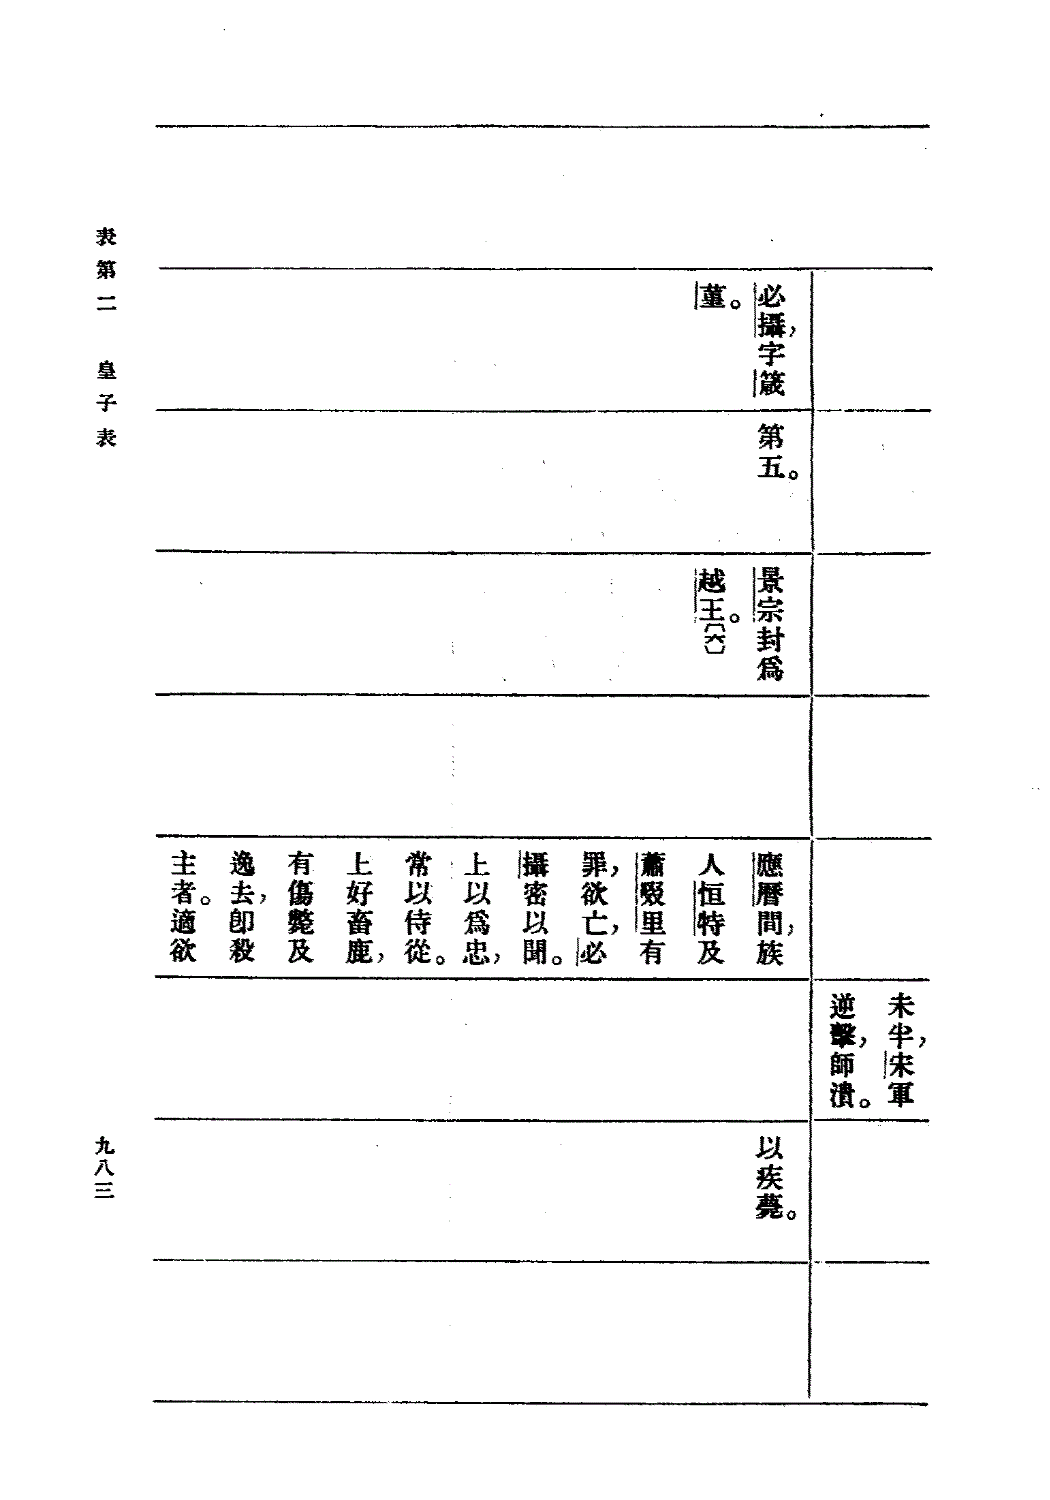 未半，宋軍
逆擊，師潰。
必攝，字箴
菫。
第五。
景宗封爲
越王。〔六〕
應曆間，族
人恒特及
蕭啜里有
罪，欲亡，必
攝密以聞。
上以爲忠，
常以侍從。
上好畜鹿，
有傷斃及
逸去，卽殺
主者。適欲
以疾薨。
表第二　皇子表
九八三